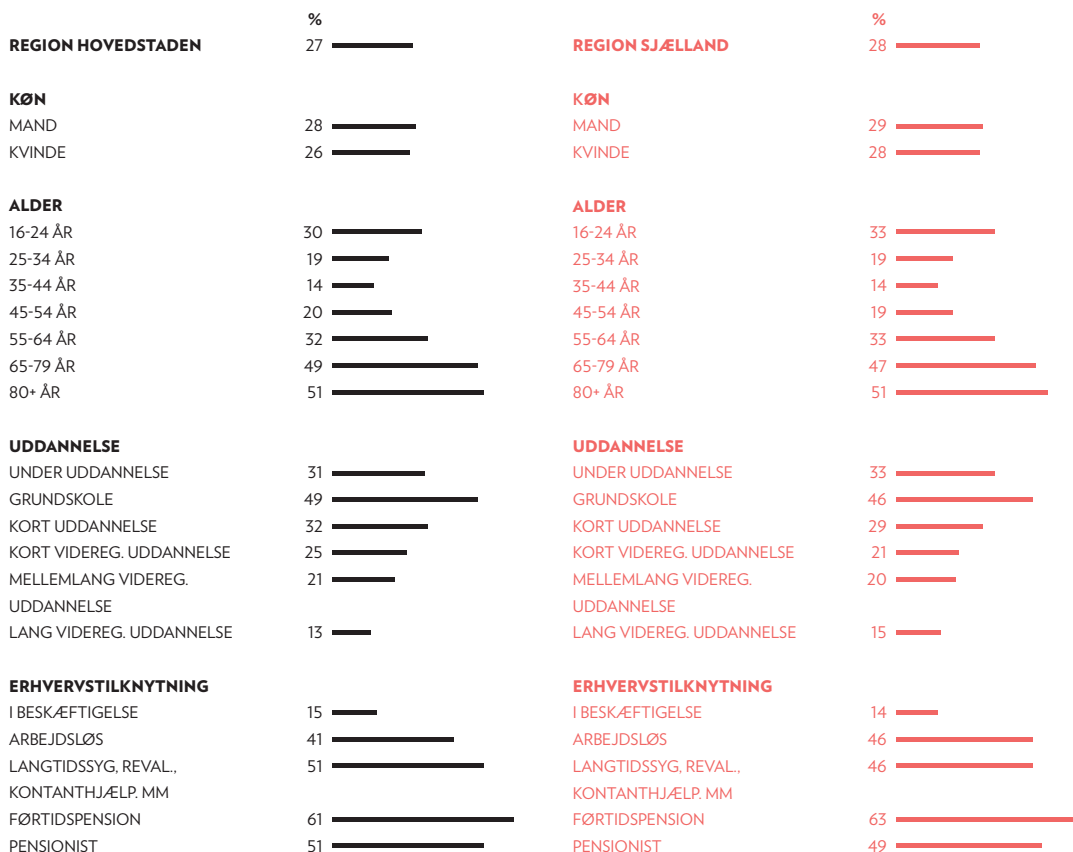 %
REGION HOVEDSTADEN 27
KØN
MAND 28
KVINDE 26
ALDER
16-24 ÅR 30
25-34 ÅR 19
35-44 ÅR 14
45-54 ÅR 20
55-64 ÅR 32
65-79 ÅR 49
80+ ÅR 51
UDDANNELSE
UNDER UDDANNELSE 31
GRUNDSKOLE 49
KORT UDDANNELSE 32
KORT VIDEREG. UDDANNELSE 25
MELLEMLANG VIDEREG. 21
UDDANNELSE
LANG VIDEREG. UDDANNELSE 13
ERHVERVSTILKNYTNING
I BESKÆFTIGELSE 15
ARBEJDSLØS 41
LANGTIDSSYG, REVAL., 51
KONTANTHJÆLP. MM
FØRTIDSPENSION 61
PENSIONIST 51
%
REGION SJÆLLAND 28
KØN
MAND 29
KVINDE 28
ALDER
16-24 ÅR 33
25-34 ÅR 19
35-44 ÅR 14
45-54 ÅR 19
55-64 ÅR 33
65-79 ÅR 47
80+ ÅR 51
UDDANNELSE
UNDER UDDANNELSE 33
GRUNDSKOLE 46
KORT UDDANNELSE 29
KORT VIDEREG. UDDANNELSE 21
MELLEMLANG VIDEREG. 20
UDDANNELSE
LANG VIDEREG. UDDANNELSE 15
ERHVERVSTILKNYTNING
I BESKÆFTIGELSE 14
ARBEJDSLØS 46
LANGTIDSSYG, REVAL., 46
KONTANTHJÆLP. MM
FØRTIDSPENSION 63
PENSIONIST 49